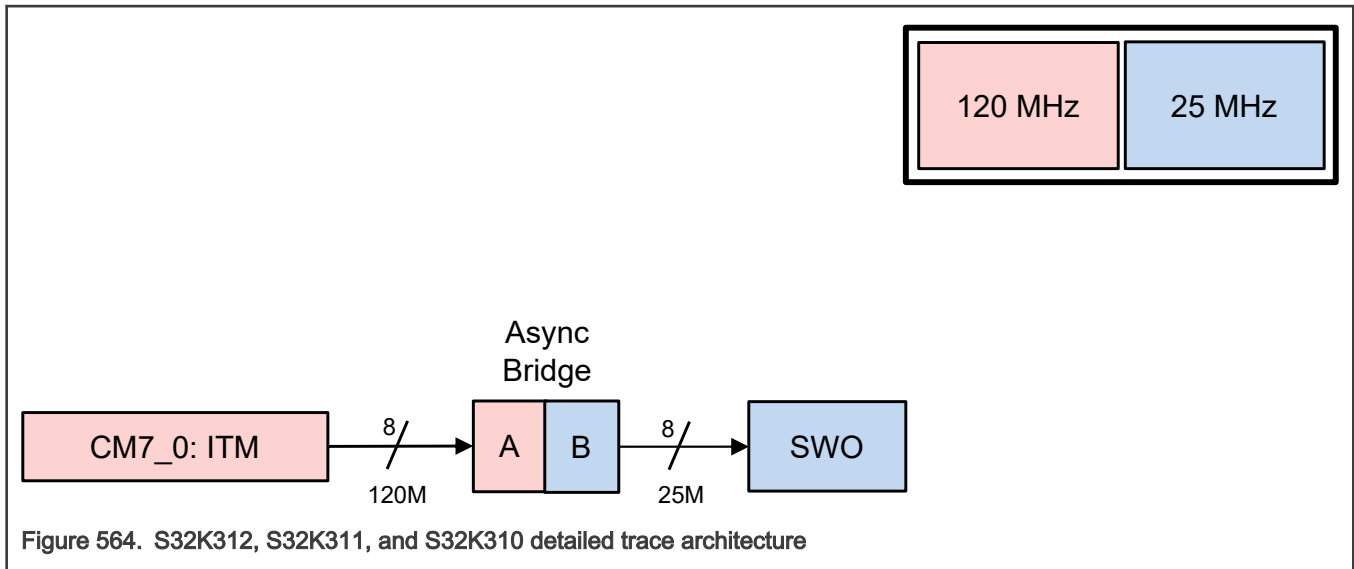 120 MHz
25 MHz
Async
Bridge
CM7_0: ITM
8
120M
A
B
8
25M
SWO
Figure 564. S32K312, S32K311, and S32K310 detailed trace architecture